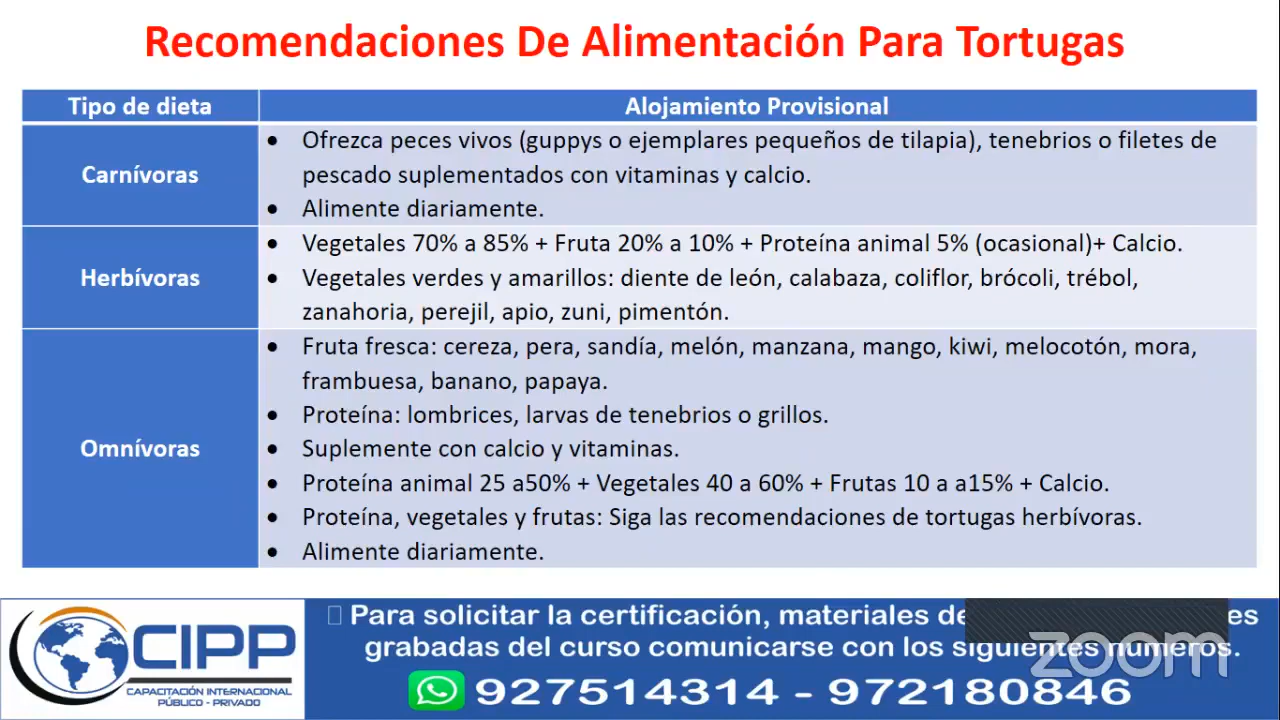 Recomendaciones De Alimentación Para Tortugas
Tipo de dieta
Alojamiento Provisional
Carnívoras
• Ofrezca peces vivos (guppys o ejemplares pequeños de tilapia), tenebrios o filetes de
pescado suplementados con vitaminas y calcio.
• Alimente diariamente.
Herbívoras
• Vegetales 70% a 85% + Fruta 20% a 10% + Proteína animal 5% (ocasional)+ Calcio.
• Vegetales verdes y amarillos: diente de león, calabaza, coliflor, brócoli, trébol,
zanahoria, perejil, apio, zuni, pimentón.
Omnívoras
• Fruta fresca: cereza, pera, sandía, melón, manzana, mango, kiwi, melocotón, mora,
frambuesa, banano, papaya.
• Proteína: lombrices, larvas de tenebrios o grillos.
• Suplemente con calcio y vitaminas.
• Proteína animal 25 a50% + Vegetales 40 a 60% + Frutas 10 a a15% + Calcio.
• Proteína, vegetales y frutas: Siga las recomendaciones de tortugas herbívoras.
• Alimente diariamente.
CIPP
CAPACITACIÓN INTERNACIONAL
PÚBLICO - PRIVADO
Para solicitar la certificación, materiales
grabadas del curso comunicarse con los siguientes números.
927514314 - 972180846
zoom